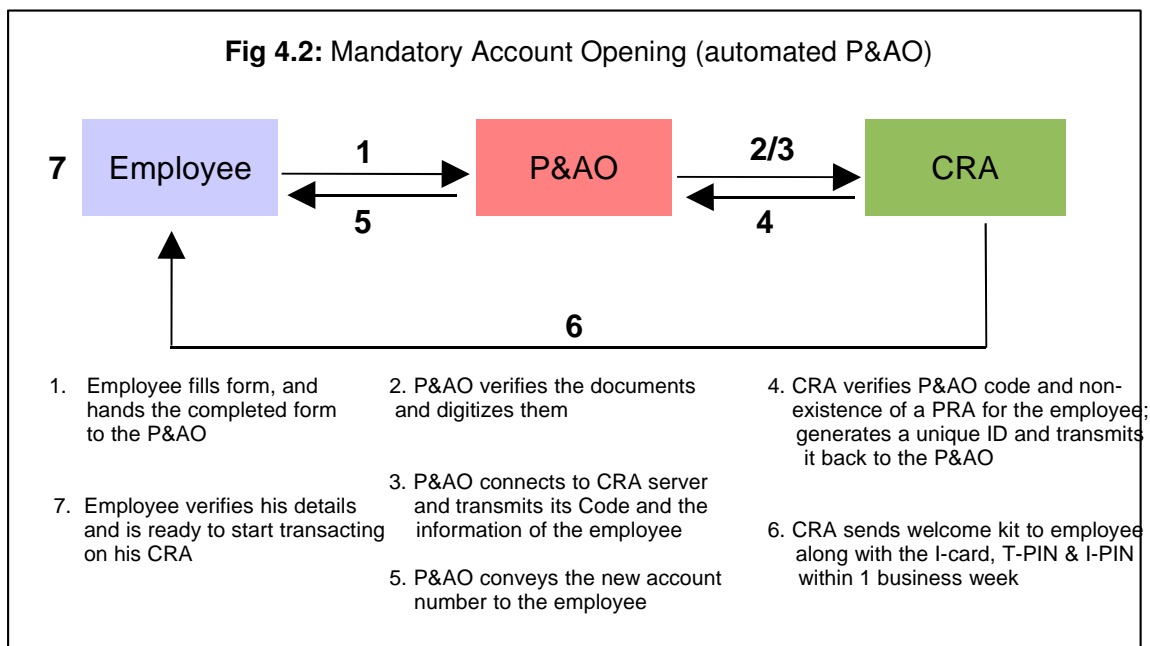 Fig 4.2: Mandatory Account Opening (automated P&AO)
7
Employee
1
5
P&AO
2/3
4
CRA
6
1. Employee fills form, and
hands the completed form
to the P&AO
2. P&AO verifies the documents
and digitizes them
4. CRA verifies P&AO code and non-
existence of a PRA for the employee;
generates a unique ID and transmits
it back to the P&AO
7. Employee verifies his details
and is ready to start transacting
on his CRA
3. P&AO connects to CRA server
and transmits its Code and the
information of the employee
6. CRA sends welcome kit to employee
along with the I-card, T-PIN & I-PIN
within 1 business week
5. P&AO conveys the new account
number to the employee